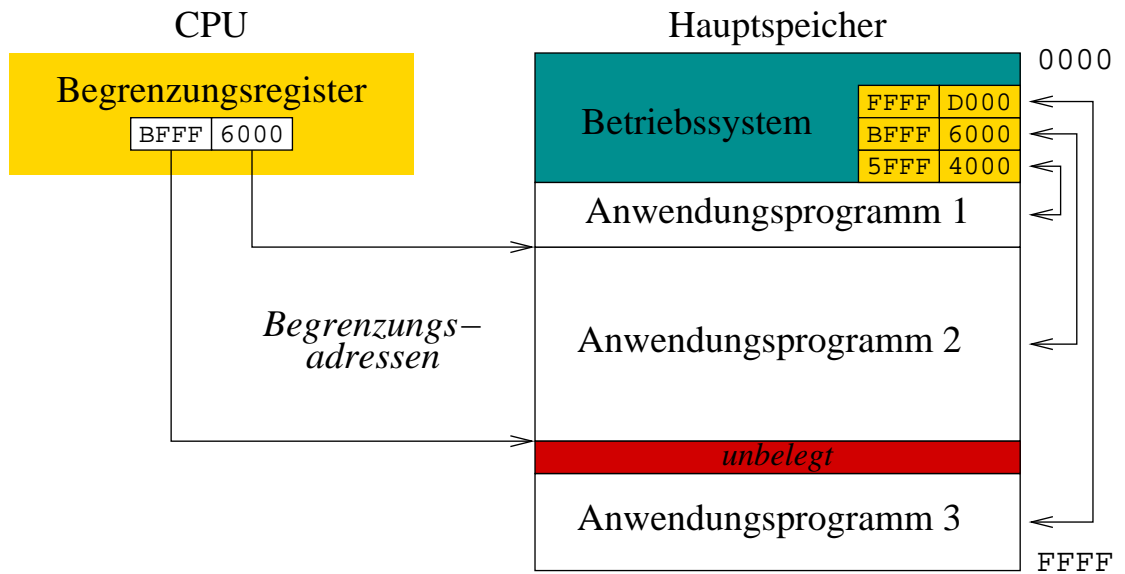 CPU
Hauptspeicher
0000
Begrenzungsregister
BFFF 6000
Betriebssystem
FFFF D000
BFFF 6000
5FFF 4000
Anwendungsprogramm 1
Begrenzungs–
adressen
Anwendungsprogramm 2
unbelegt
Anwendungsprogramm 3
FFFF